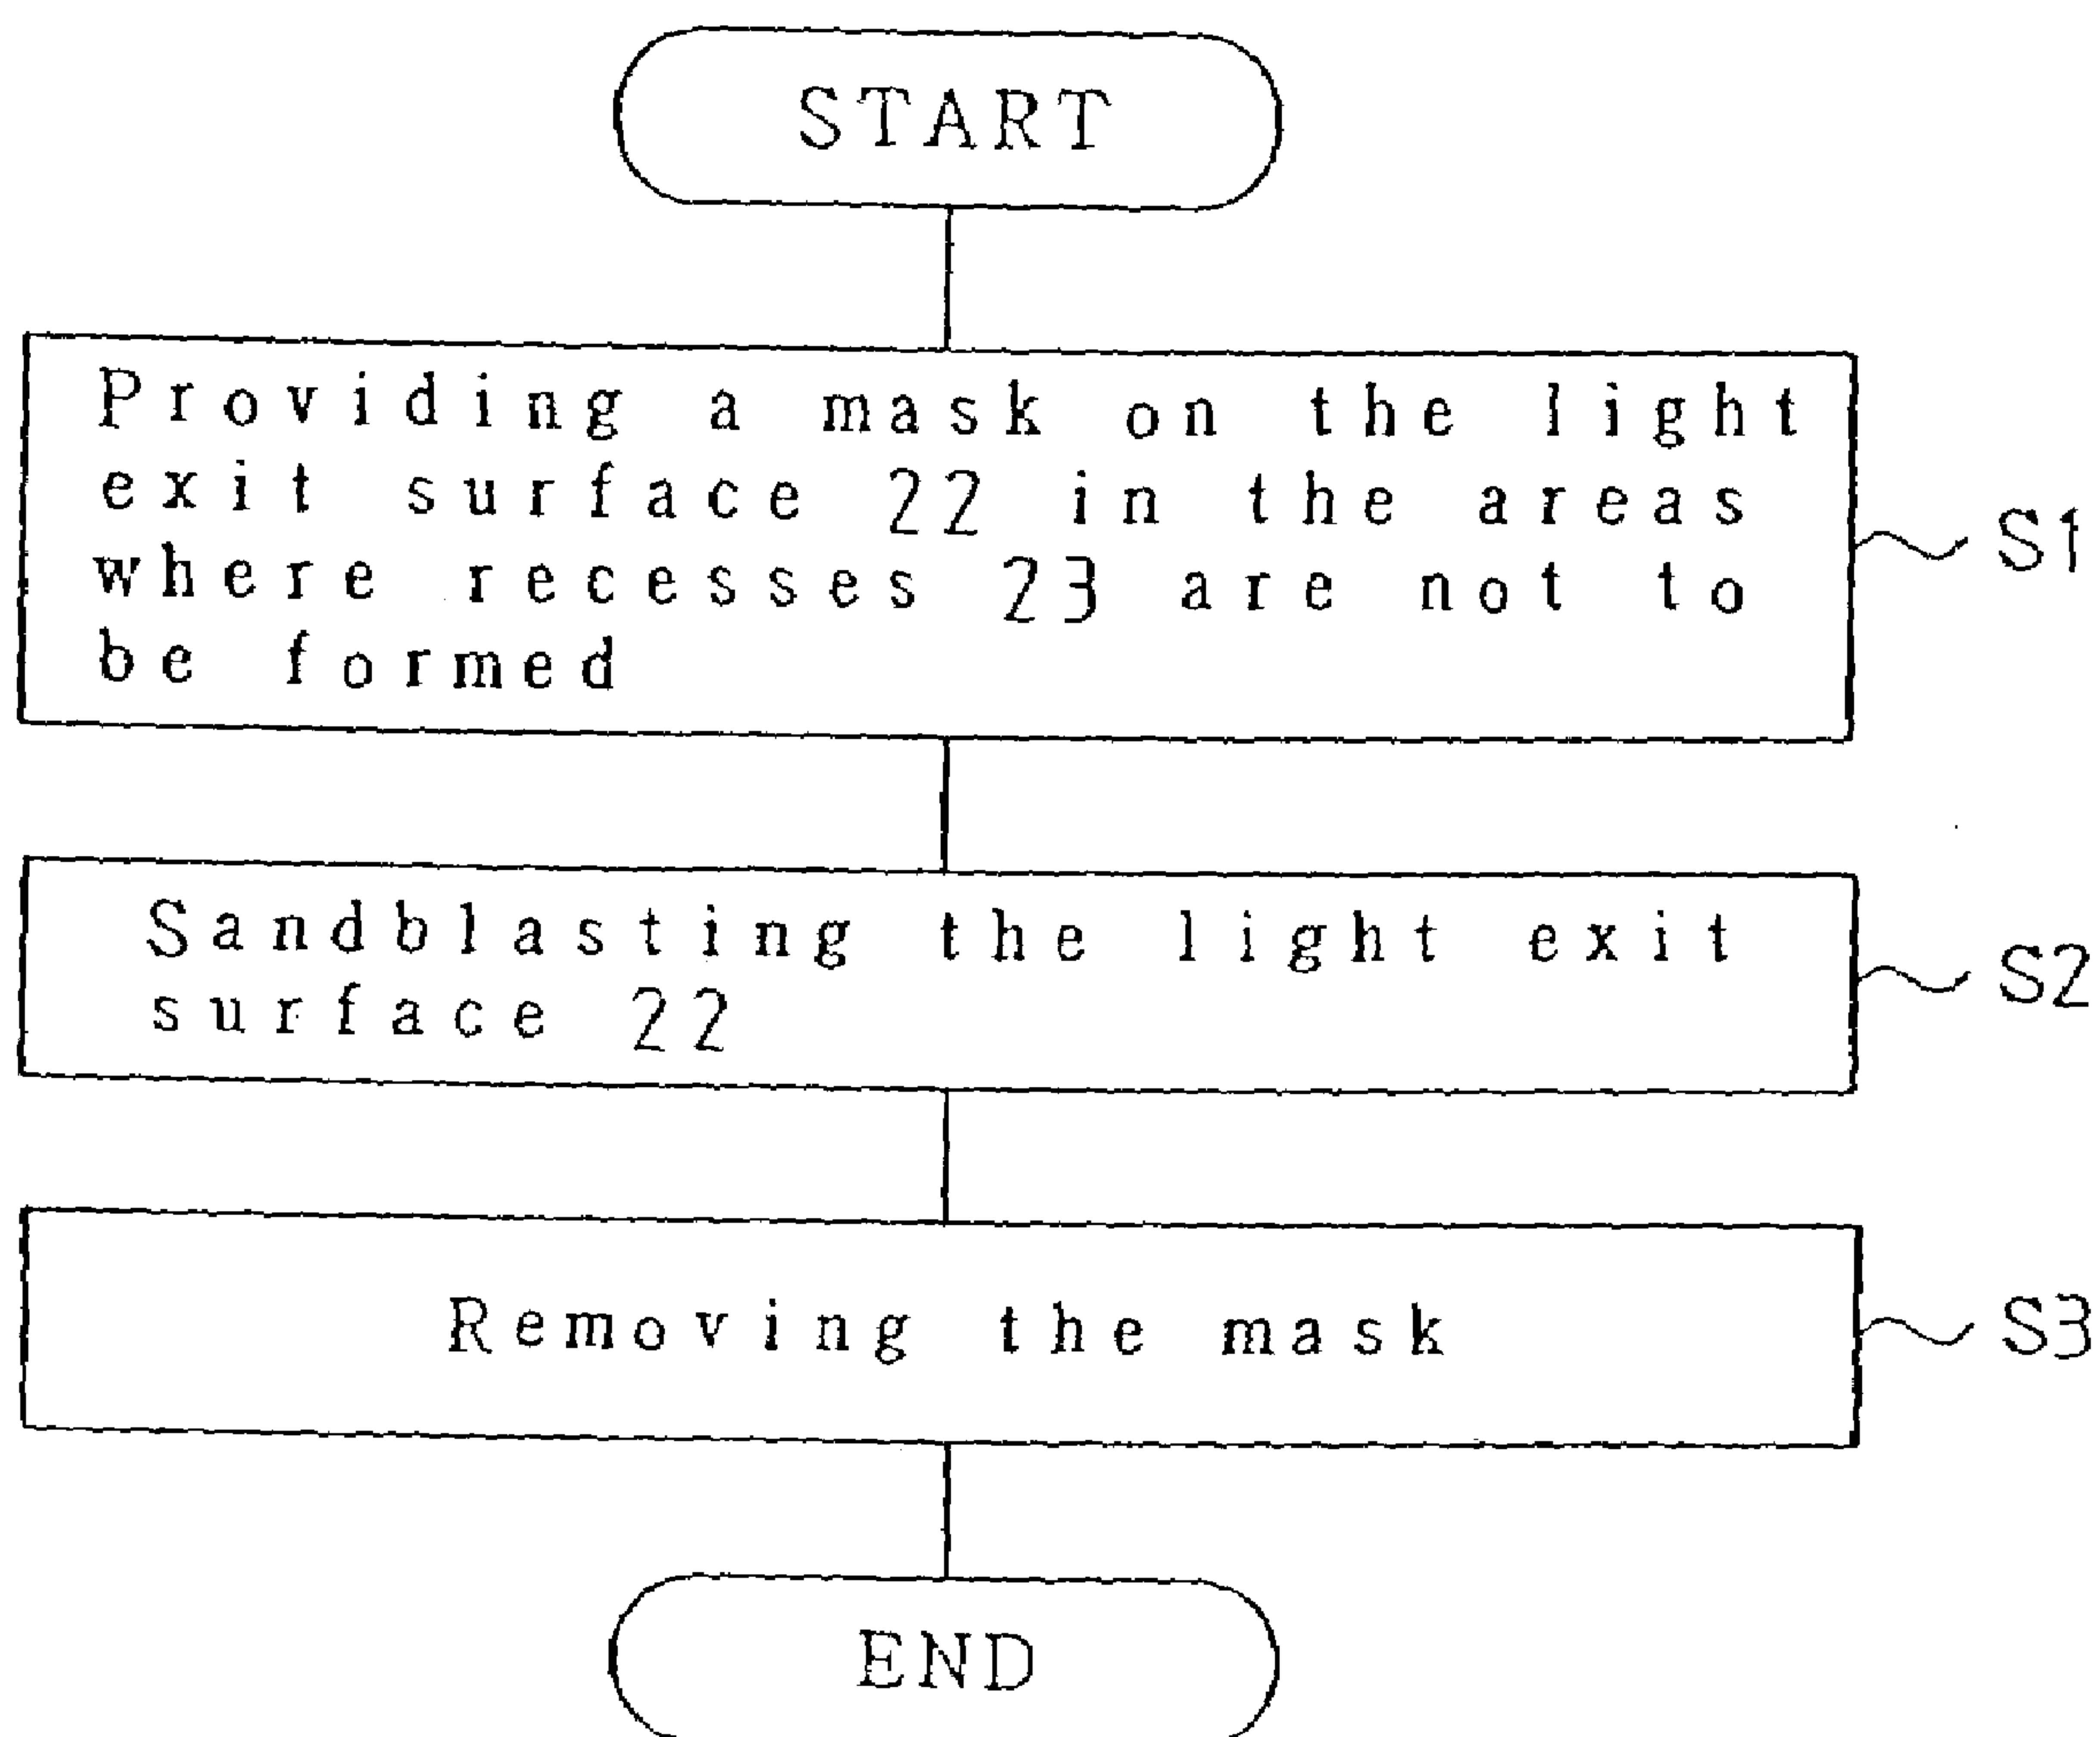 START
Providing a mask on the light
exit surface 22 in the areas
where recesses 23 are not to
be formed
S1
Sandblasting the light exit
surface 22
S2
Removing the mask
S3
END